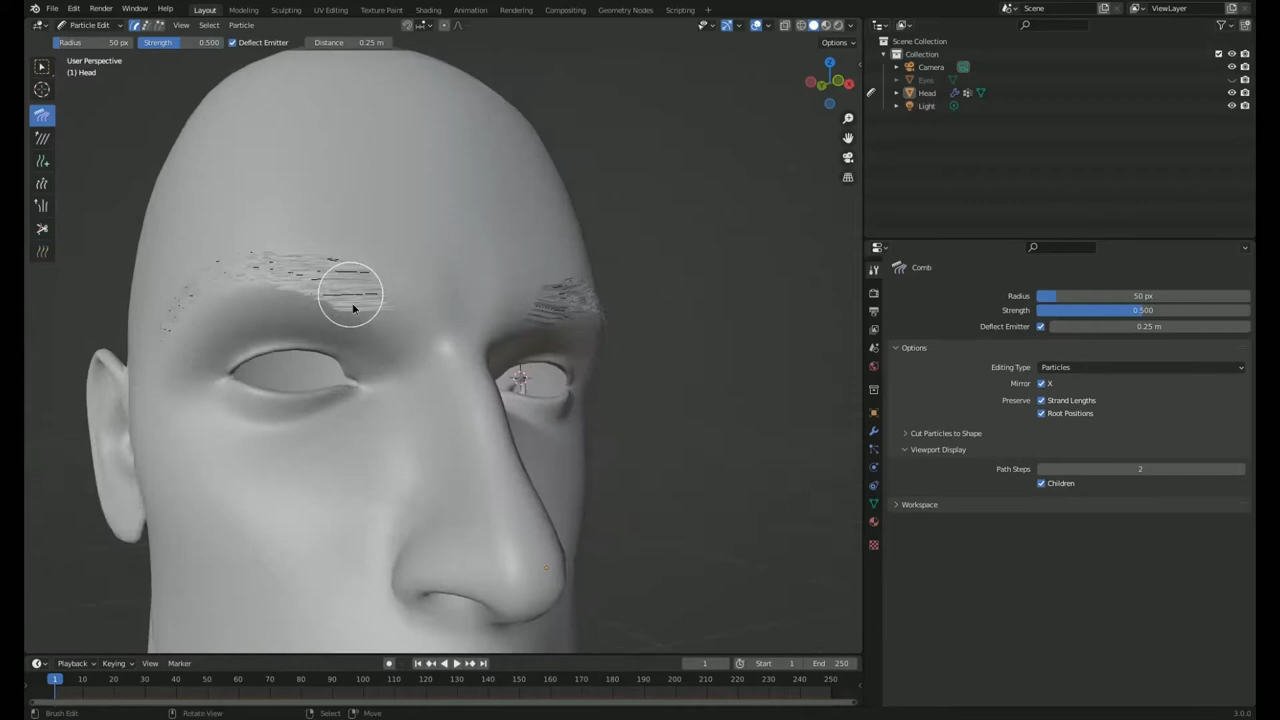 File Edit Render Window Help Layout Modeling Sculpting UV Editing Texture Paint Shading Animation Rendering Compositing Geometry Nodes Scripting + Scene ViewLayer
Particle Edit View Select Particle
Radius 50 px Strength 0.500 Deflect Emitter Distance 0.25 m Options
User Perspective
(1) Head
Z
X
Y
Scene Collection
Collection
Camera
Eyes
Head
Light
Comb
Radius 50 px
Strength 0.500
Deflect Emitter 0.25 m
Options
Editing Type Particles
Mirror X
Preserve Strand Lengths
Root Positions
Cut Particles to Shape
Viewport Display
Path Steps 2
Children
Workspace
Playback Keying View Marker 1 Start 1 End 250
1 10 20 30 40 50 60 70 80 90 100 110 120 130 140 150 160 170 180 190 200 210 220 230 240 250
Brush Edit Rotate View Select Move 3.0.0